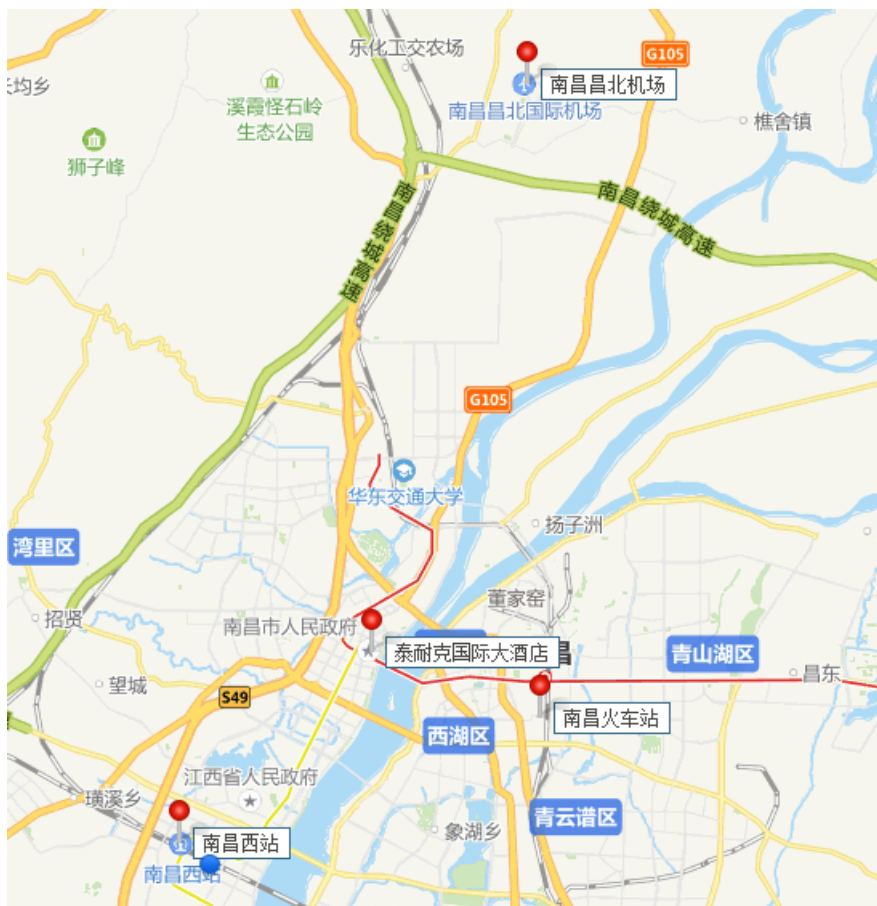 乐化工交农场
G105
南昌昌北机场
长均乡
溪霞怪石岭
生态公园
南昌昌北国际机场
樵舍镇
狮子峰
南昌绕城高速
南昌绕城高速
G105
华东交通大学
扬子洲
湾里区
董家窑
招贤
南昌市人民政府
泰耐克国际大酒店
昌
青山湖区
昌东
望城
S49
南昌火车站
西湖区
江西省人民政府
璜溪乡
青云谱区
象湖乡
南昌西站
南昌西站